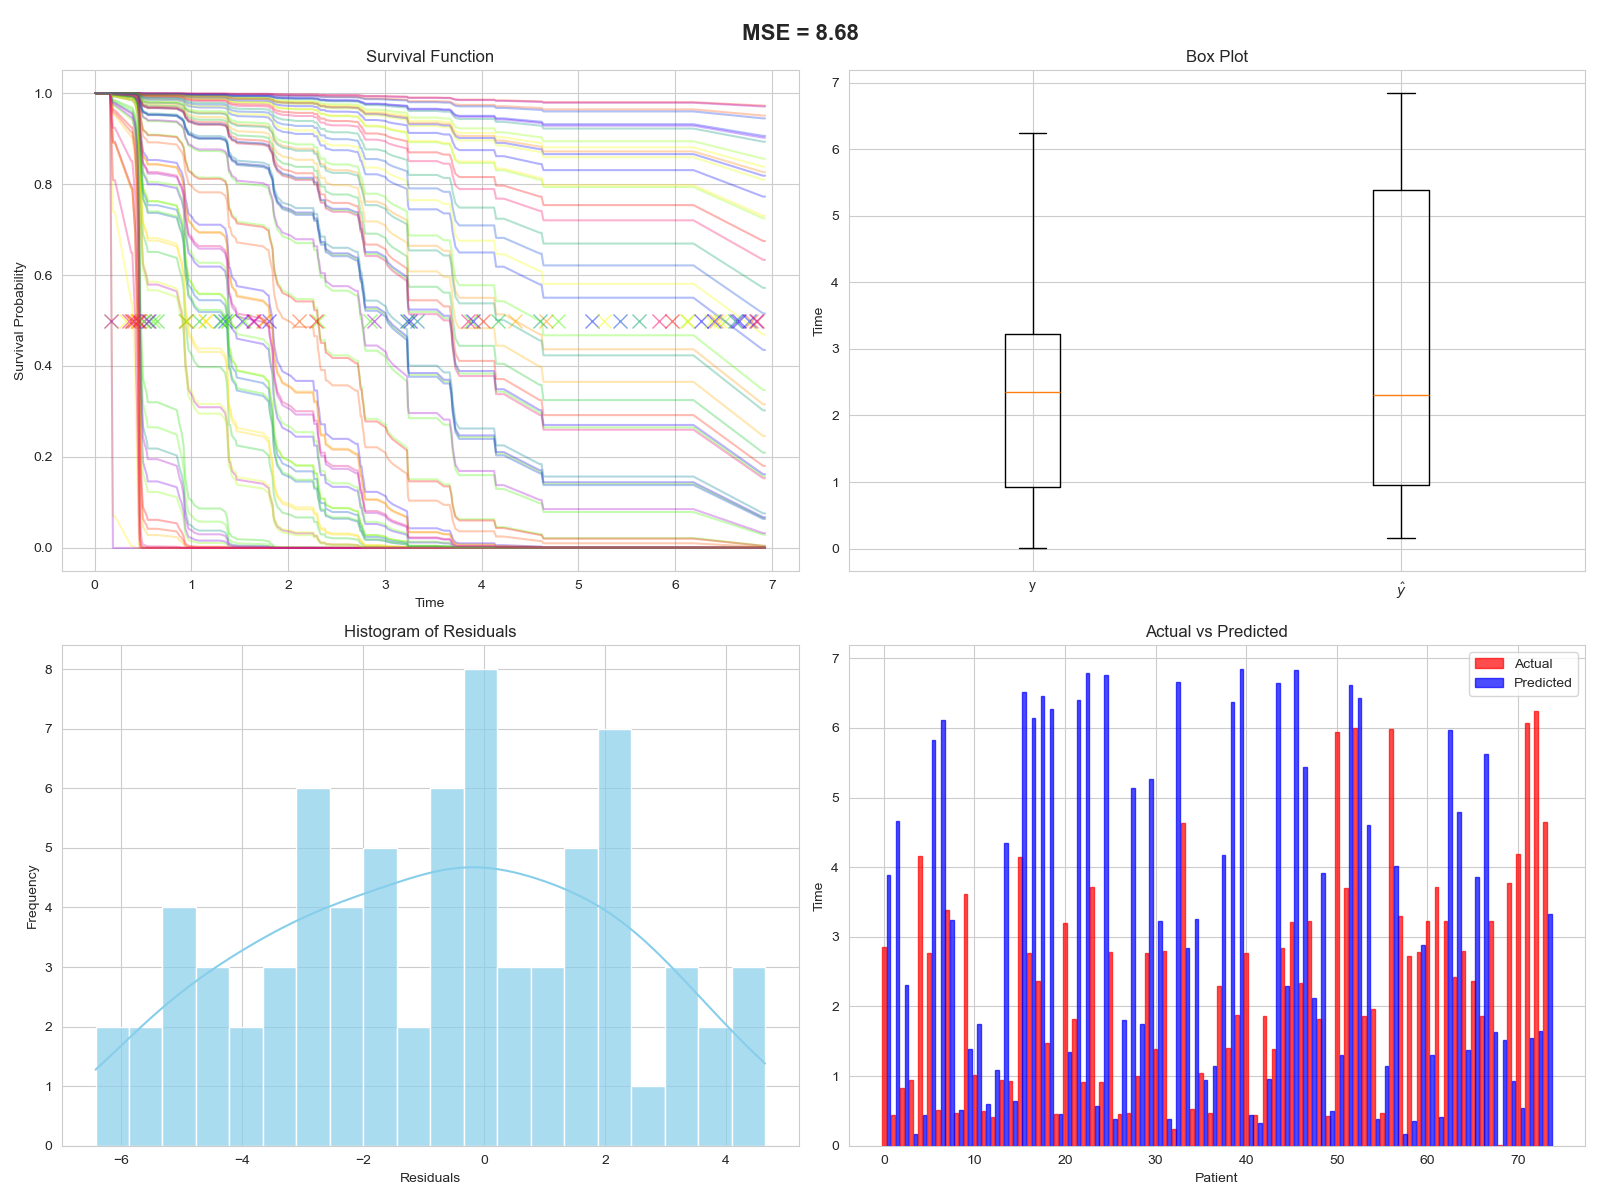 MSE = 8.68
Survival Function
Survival Probability
1.0
0.8
0.6
0.4
0.2
0.0
0 1 2 3 4 5 6 7
Time
Box Plot
Time
7
6
5
4
3
2
1
0
y ŷ
Histogram of Residuals
Frequency
8
7
6
5
4
3
2
1
0
−6 −4 −2 0 2 4
Residuals
Actual vs Predicted
Time
7
6
5
4
3
2
1
0
Actual
Predicted
0 10 20 30 40 50 60 70
Patient